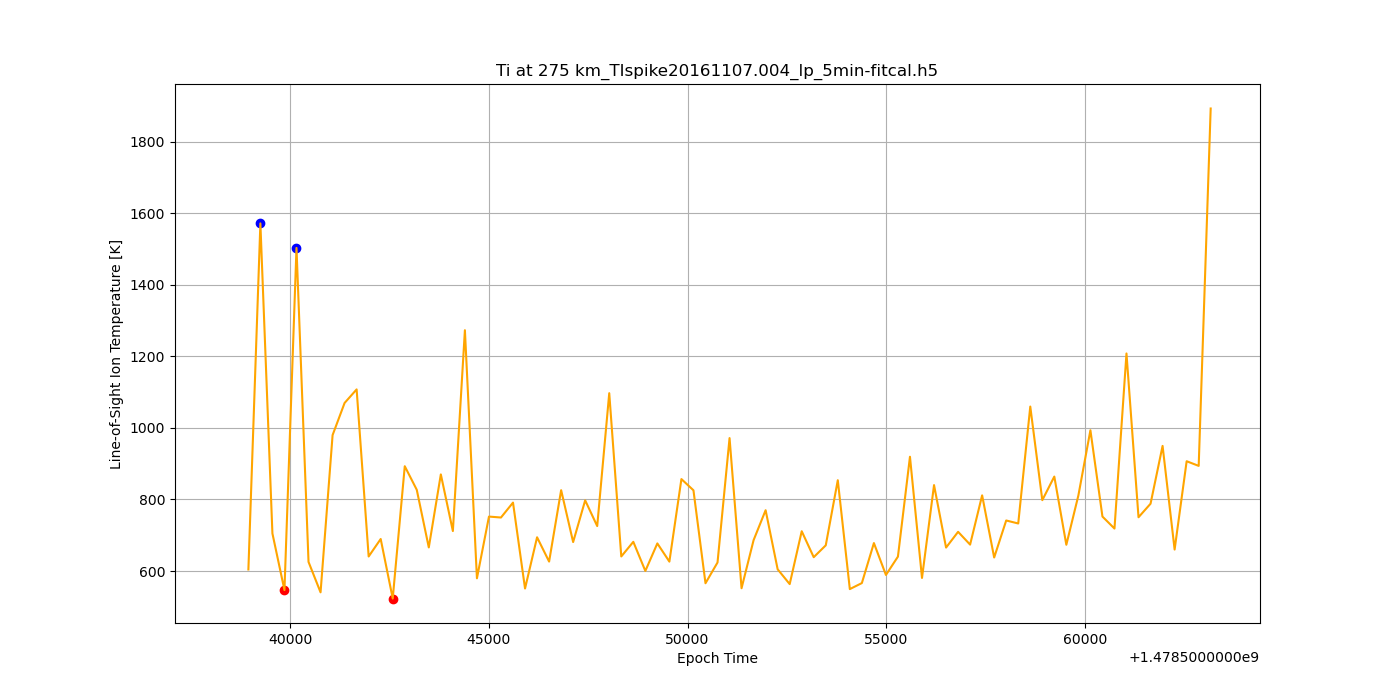 Ti at 275 km_TIspike20161107.004_lp_5min-fitcal.h5
Line-of-Sight Ion Temperature [K]
1800
1600
1400
1200
1000
800
600
40000 45000 50000 55000 60000
Epoch Time
+1.4785000000e9